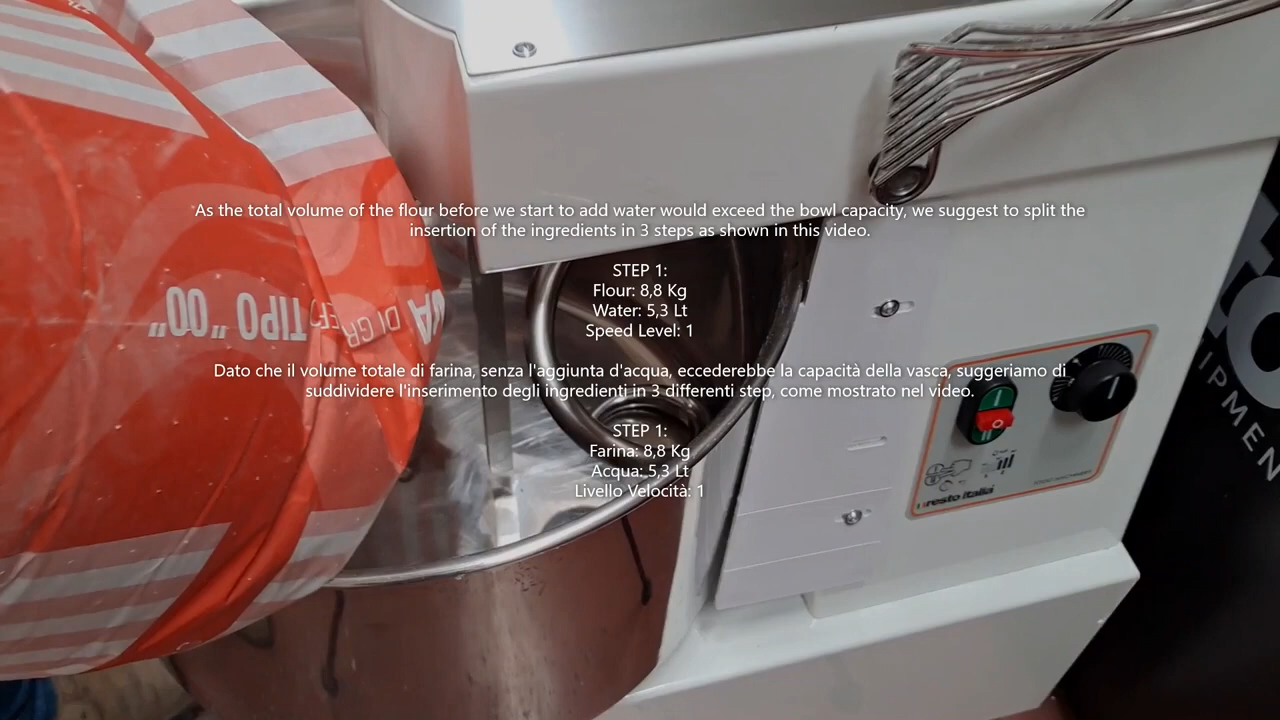 As the total volume of the flour before we start to add water would exceed the bowl capacity, we suggest to split the
insertion of the ingredients in 3 steps as shown in this video.
STEP 1:
Flour: 8,8 Kg
Water: 5,3 Lt
Speed Level: 1
Dato che il volume totale di farina, senza l'aggiunta d'acqua, eccederebbe la capacità della vasca, suggeriamo di
suddividere l'inserimento degli ingredienti in 3 differenti step, come mostrato nel video.
STEP 1:
Farina: 8,8 Kg
Acqua: 5,3 Lt
Livello Velocità: 1
TIPO "00"
DI
resto italia